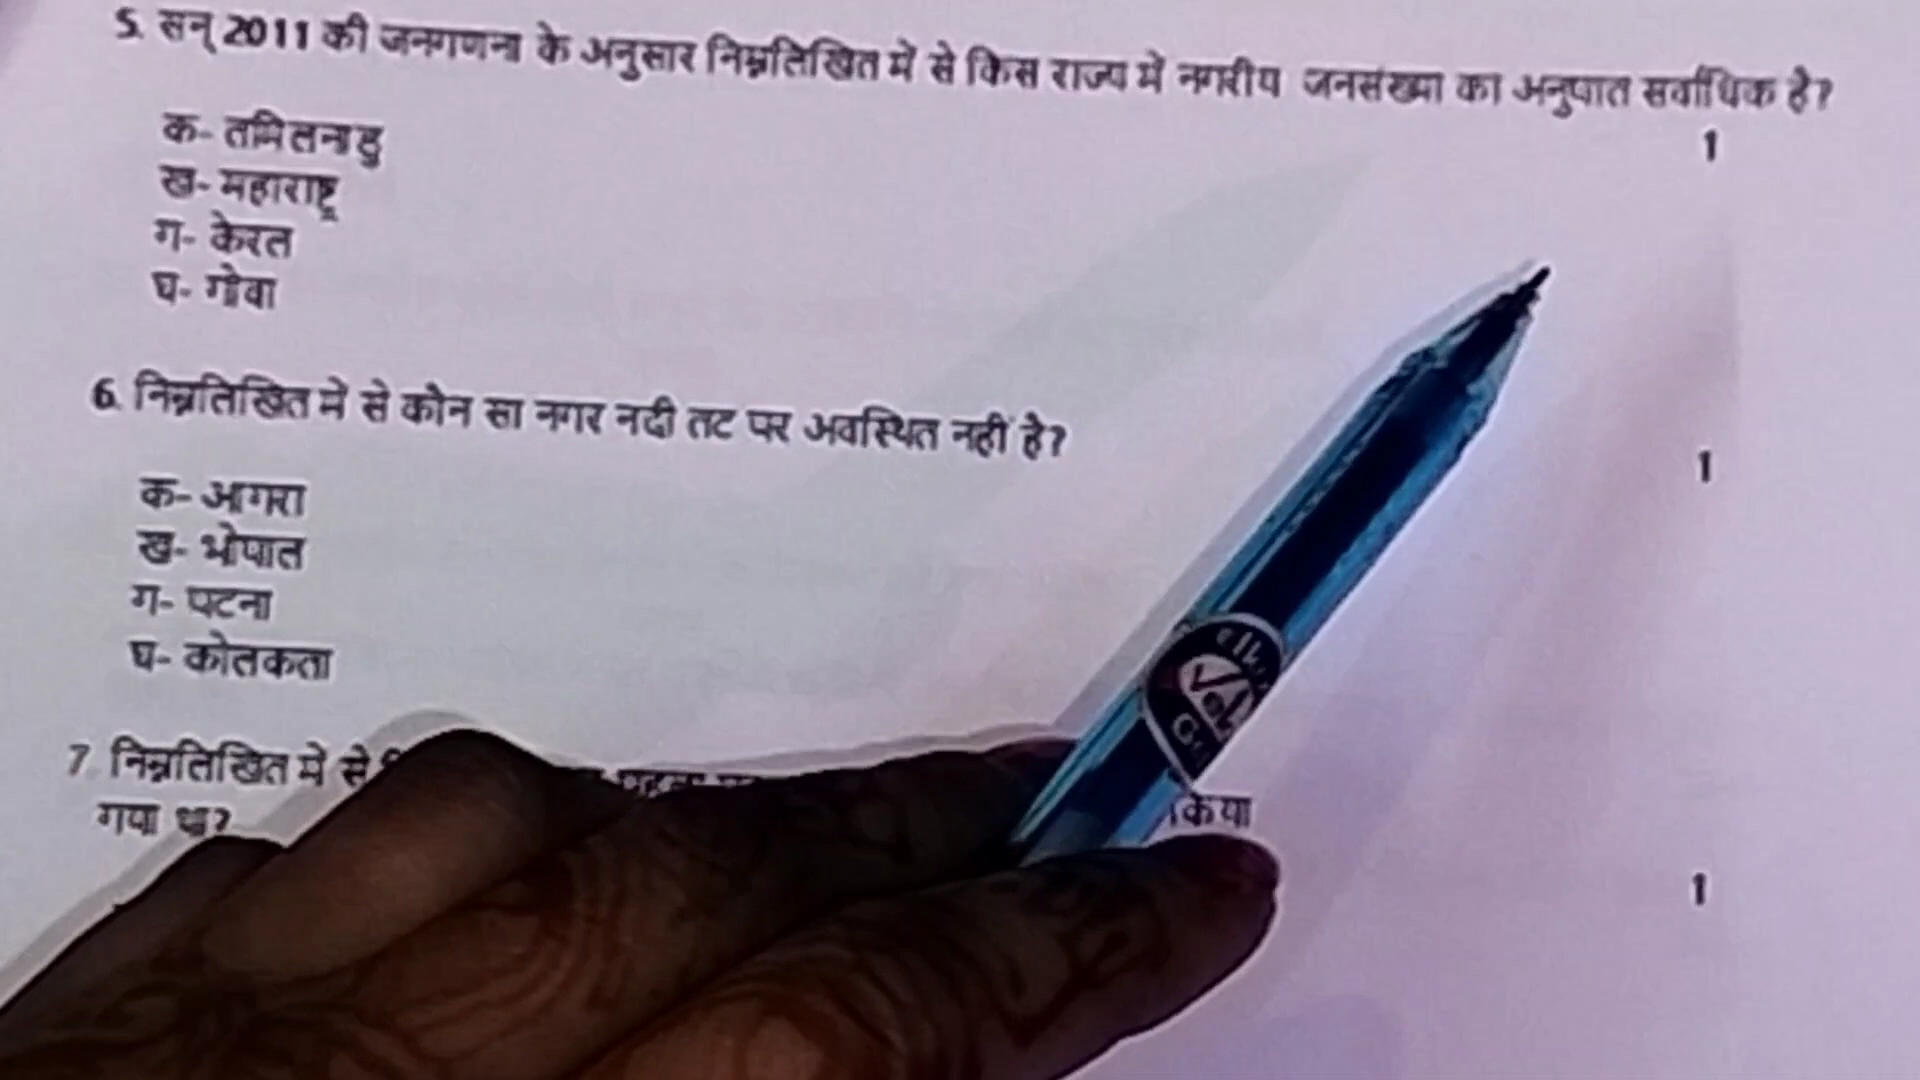 5. सन् 2011 की जनगणना के अनुसार निम्नलिखित में से किस राज्य में नगरीय जनसंख्या का अनुपात सर्वाधिक है?
1
क- तमिलनाडु
ख- महाराष्ट्र
ग- केरल
घ- गोवा
6. निम्नलिखित में से कौन सा नगर नदी तट पर अवस्थित नहीं है?
1
क- आगरा
ख- भोपाल
ग- पटना
घ- कोलकता
7. निम्नलिखित में से
किया
गया था?
1